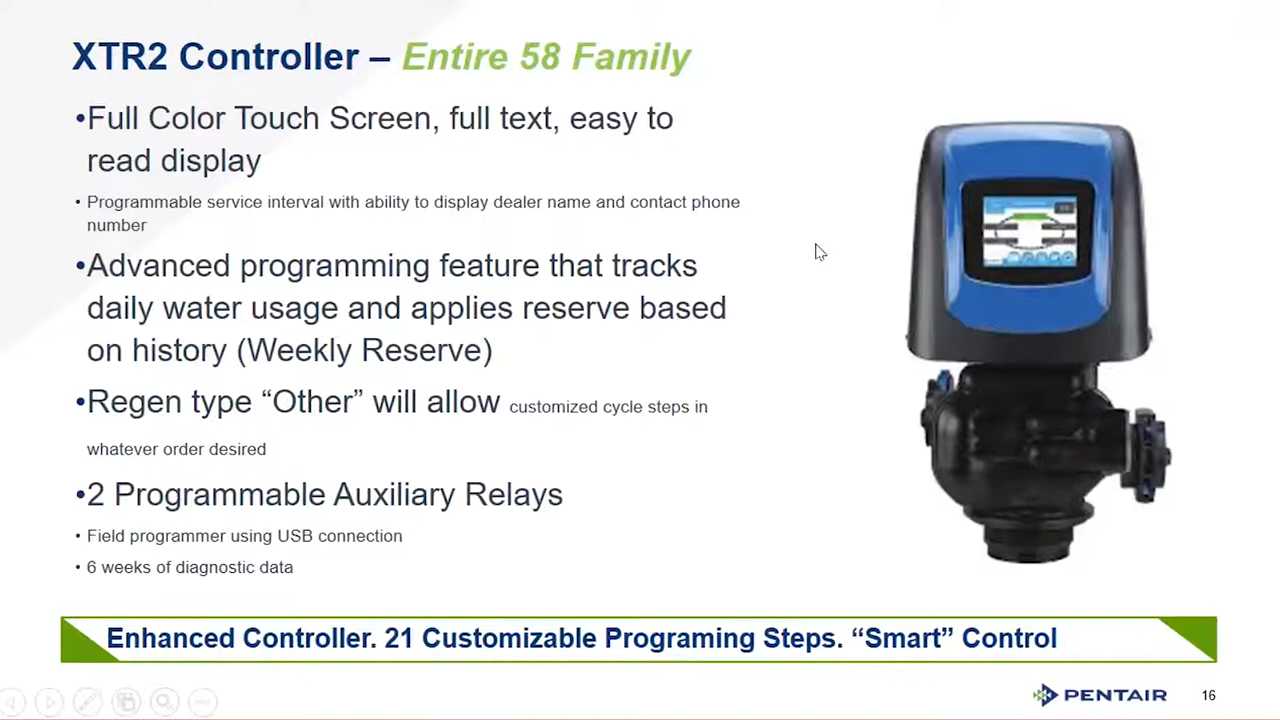 XTR2 Controller – Entire 58 Family
•Full Color Touch Screen, full text, easy to
read display
• Programmable service interval with ability to display dealer name and contact phone
number
•Advanced programming feature that tracks
daily water usage and applies reserve based
on history (Weekly Reserve)
•Regen type “Other” will allow customized cycle steps in
whatever order desired
•2 Programmable Auxiliary Relays
• Field programmer using USB connection
• 6 weeks of diagnostic data
Enhanced Controller. 21 Customizable Programing Steps. “Smart” Control
PENTAIR 16